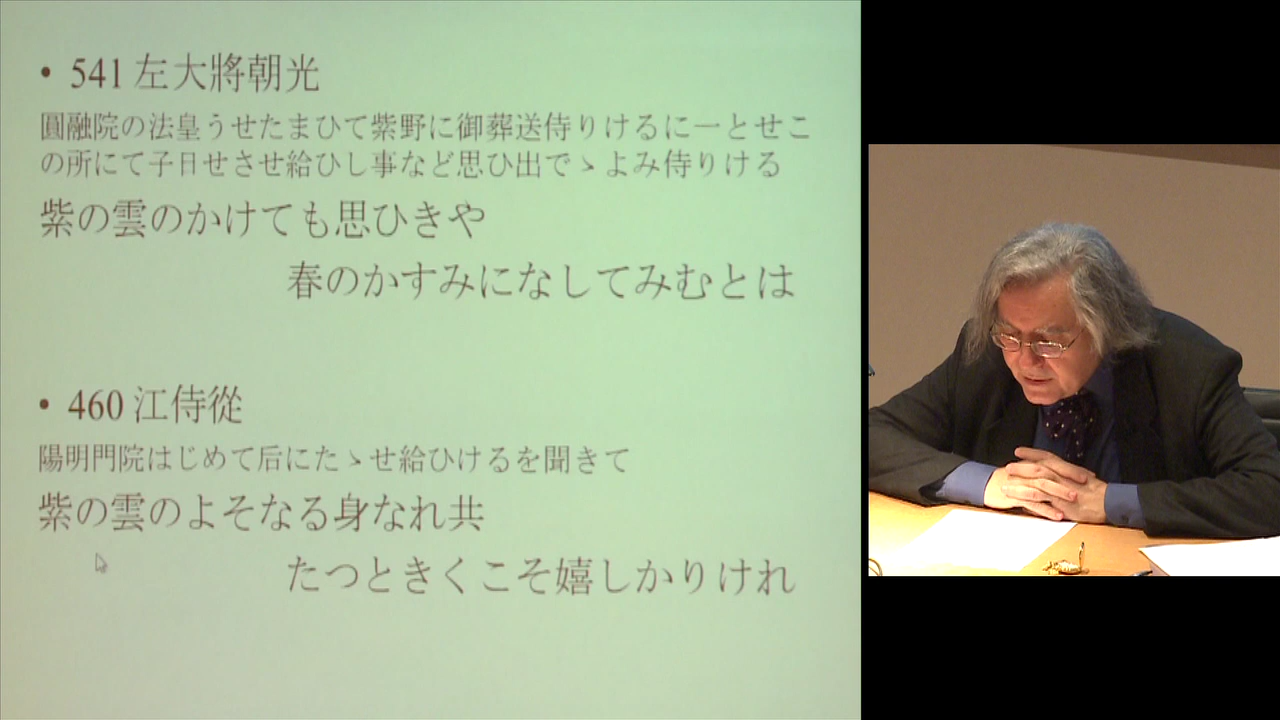 • 541 左大將朝光
圓融院の法皇うせたまひて紫野に御葬送侍りけるに一とせこ
の所にて子日せさせ給ひし事など思ひ出でゝよみ侍りける
紫の雲のかけても思ひきや
春のかすみになしてみむとは
• 460 江侍從
陽明門院はじめて后にたゝせ給ひけるを聞きて
紫の雲のよそなる身なれ共
たつときくこそ嬉しかりけれ